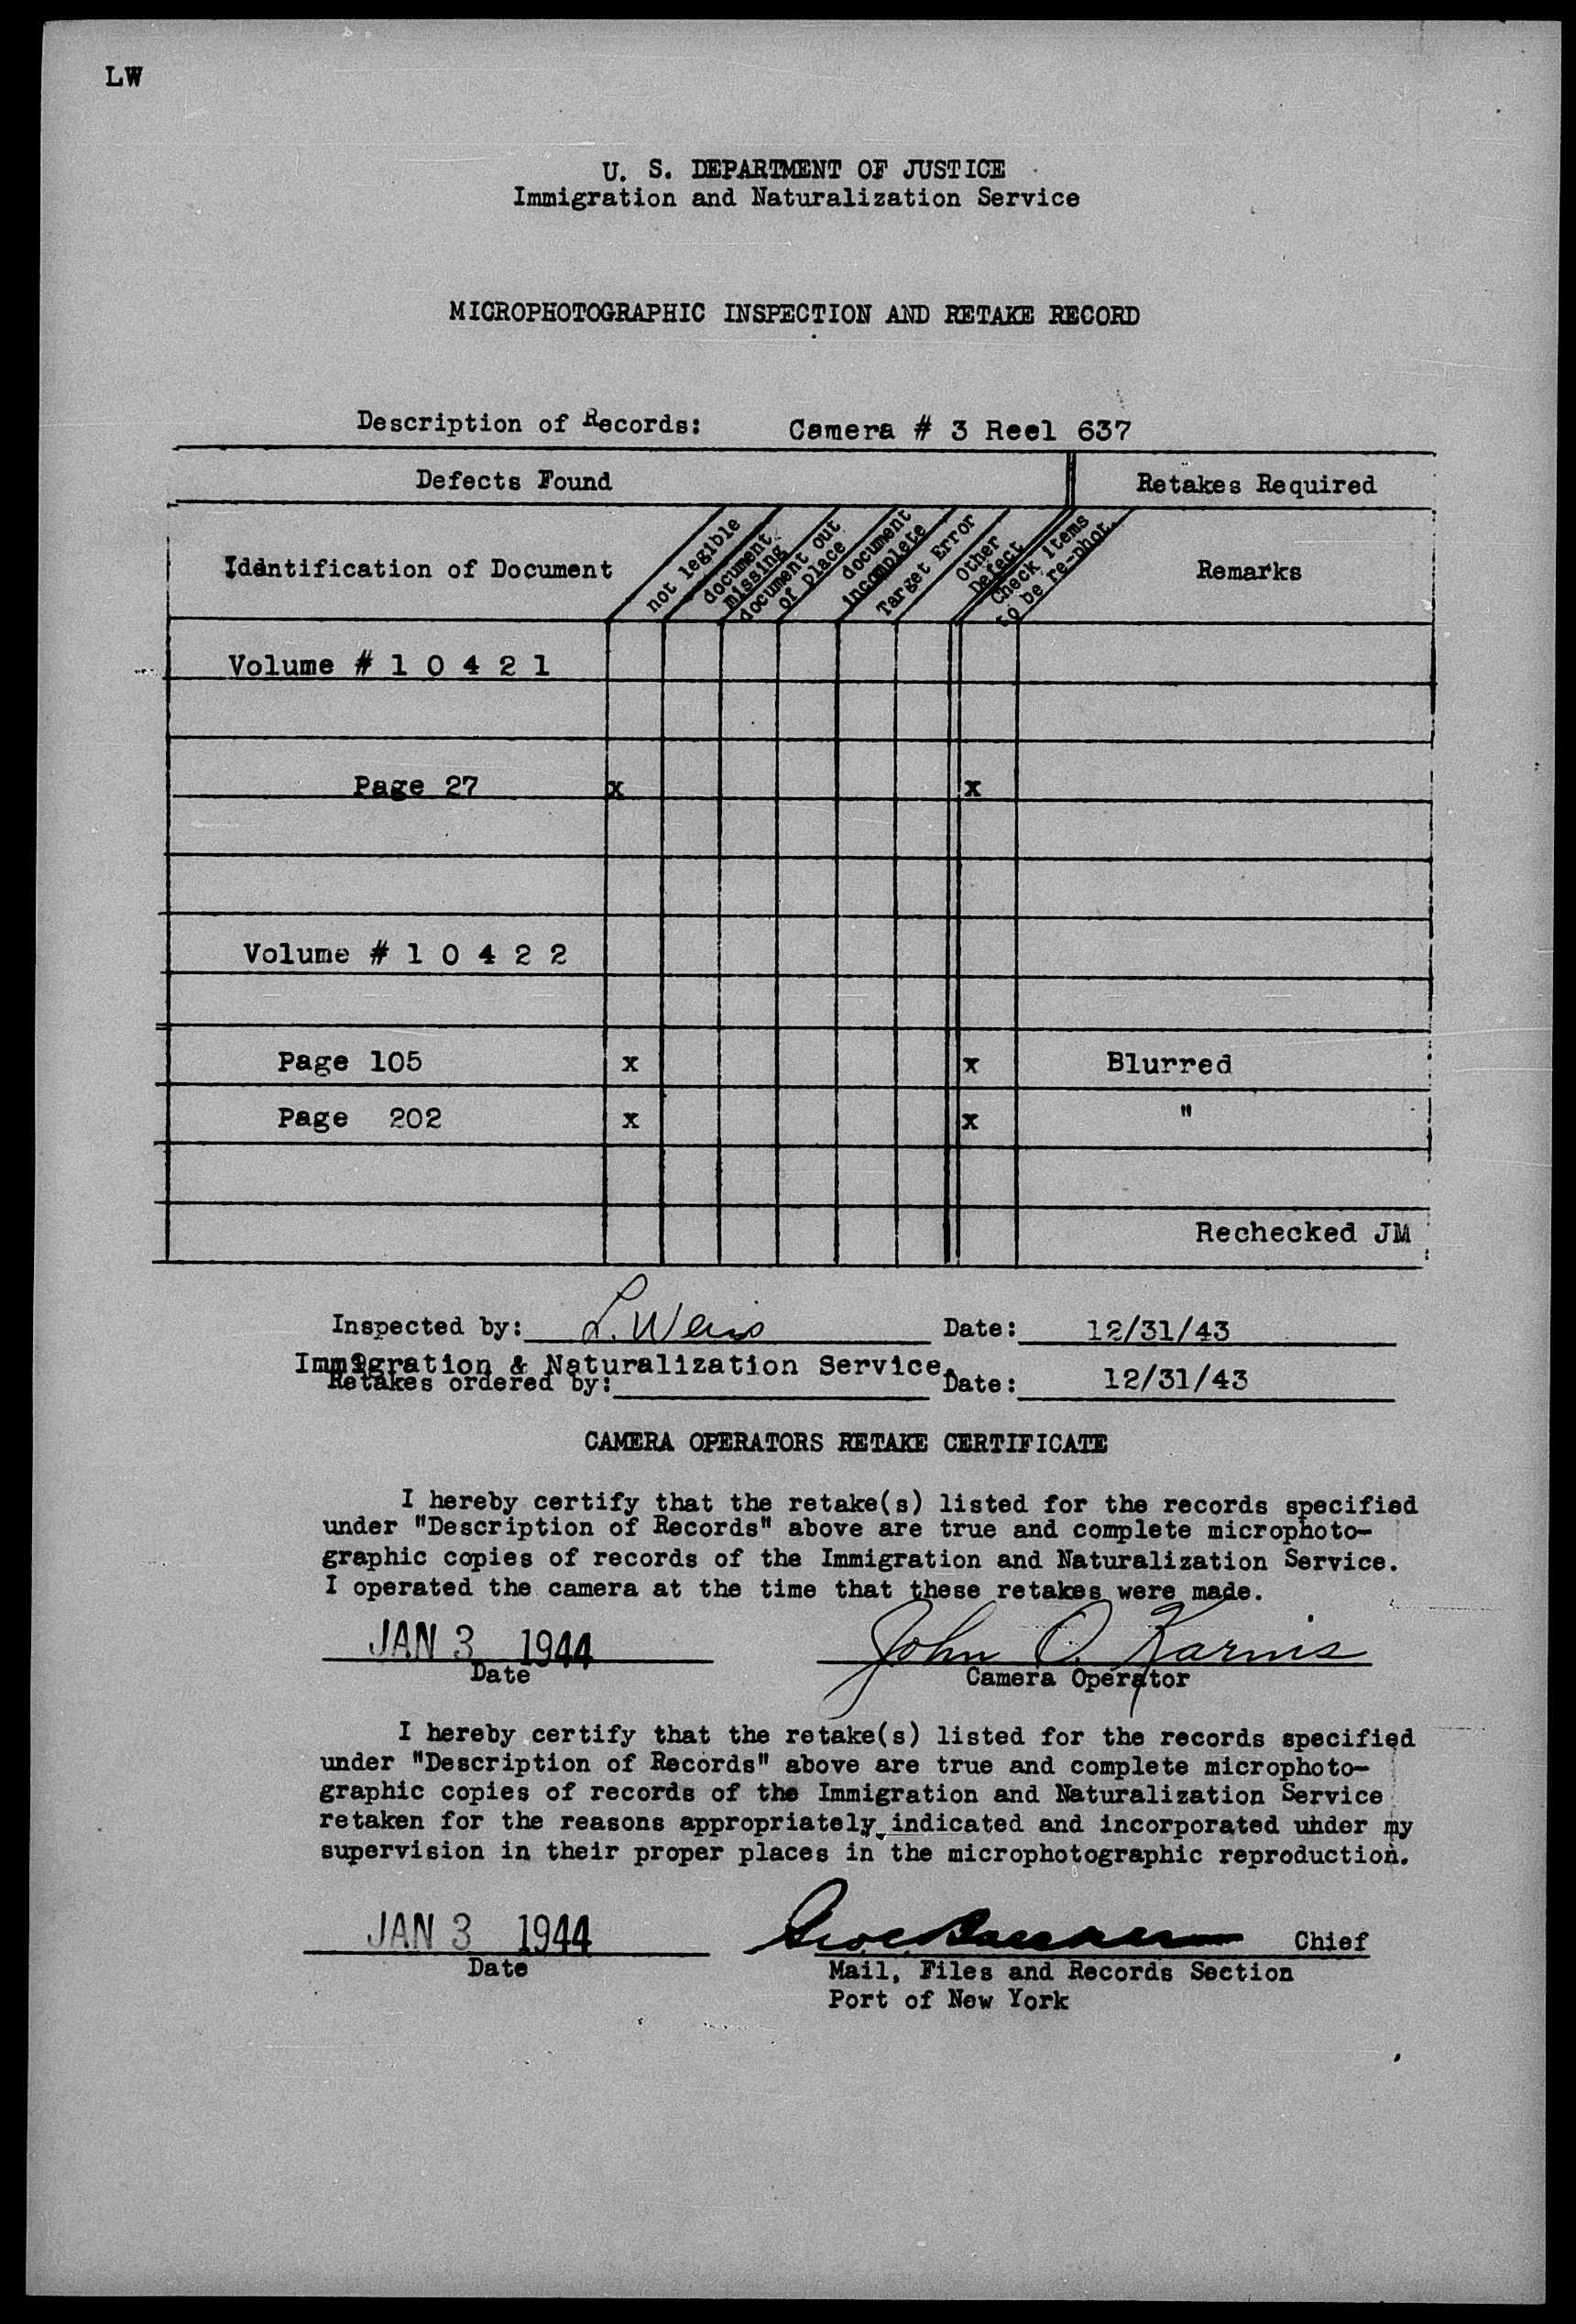 LW
U. S. DEPARTMENT OF JUSTICE
Immigration and Naturalization Service
MICROPHOTOGRAPHIC INSPECTION AND RETAKE RECORD
Description of Records: Camera # 3 Reel 637
Defects Found Retakes Required
Identification of Document
not legible
document missing
document out of place
document incomplete
Target Error
Other Defect
Check items to be re-phot.
Remarks
Volume # 1 0 4 2 1
Page 27 x x
Volume # 1 0 4 2 2
Page 105 x x Blurred
Page 202 x x "
Rechecked JM
Inspected by: L. Weiss Date: 12/31/43
Immigration & Naturalization Service.
Retakes ordered by: Date: 12/31/43
CAMERA OPERATORS RETAKE CERTIFICATE
I hereby certify that the retake(s) listed for the records specified
under "Description of Records" above are true and complete microphoto-
graphic copies of records of the Immigration and Naturalization Service.
I operated the camera at the time that these retakes were made.
JAN 3 1944 John O. Karnis
Date Camera Operator
I hereby certify that the retake(s) listed for the records specified
under "Description of Records" above are true and complete microphoto-
graphic copies of records of the Immigration and Naturalization Service
retaken for the reasons appropriately indicated and incorporated under my
supervision in their proper places in the microphotographic reproduction.
JAN 3 1944 Chief
Date Mail, Files and Records Section
Port of New York